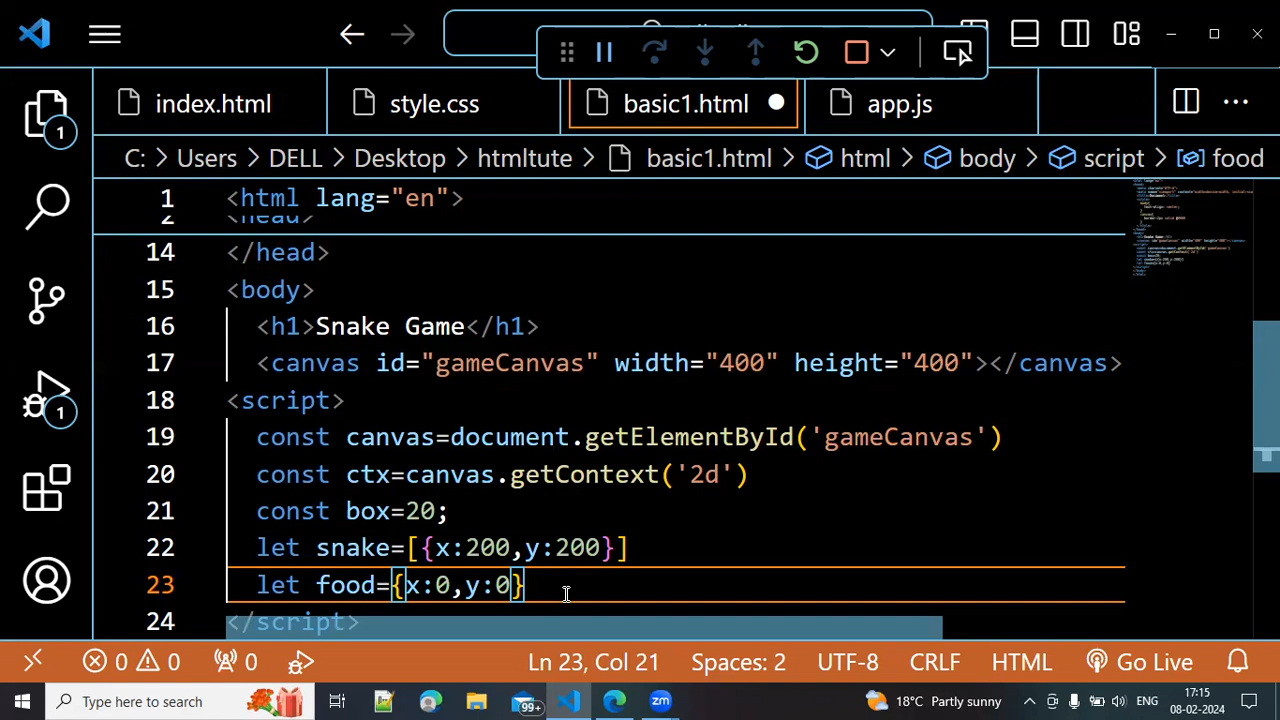 index.html
style.css
basic1.html
app.js
C: > Users > DELL > Desktop > htmltute > basic1.html > html > body > script > food
1 <html lang="en" >
2 <head>
14 </head>
15 <body>
16 <h1>Snake Game</h1>
17 <canvas id="gameCanvas" width="400" height="400"></canvas>
18 <script>
19 const canvas=document.getElementById('gameCanvas')
20 const ctx=canvas.getContext('2d')
21 const box=20;
22 let snake=[{x:200,y:200}]
23 let food={x:0,y:0}
24 </script>
1
1
0 0 0 Ln 23, Col 21 Spaces: 2 UTF-8 CRLF HTML Go Live
Type here to search
99+
18°C Partly sunny
ENG
17:15
08-02-2024